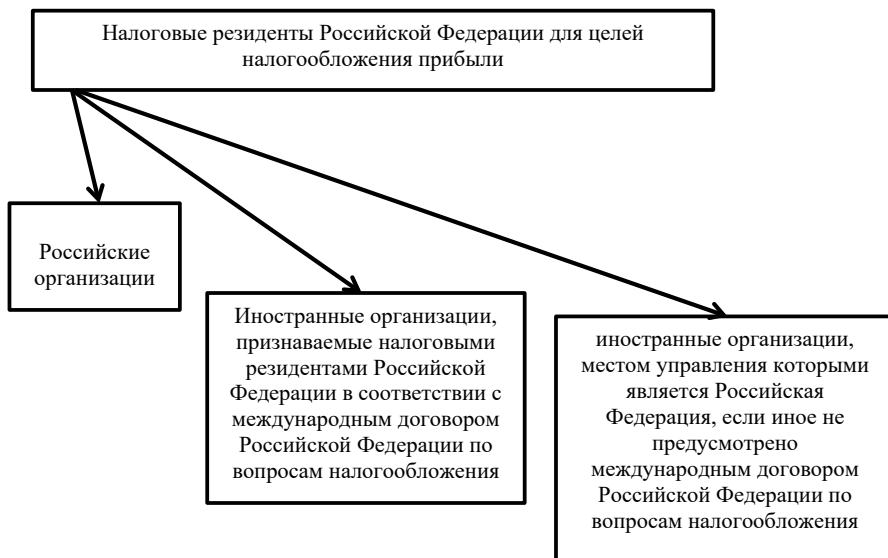 Налоговые резиденты Российской Федерации для целей
налогообложения прибыли
Российские
организации
Иностранные организации,
признаваемые налоговыми
резидентами Российской
Федерации в соответствии с
международным договором
Российской Федерации по
вопросам налогообложения
иностранные организации,
местом управления которыми
является Российская
Федерация, если иное не
предусмотрено
международным договором
Российской Федерации по
вопросам налогообложения